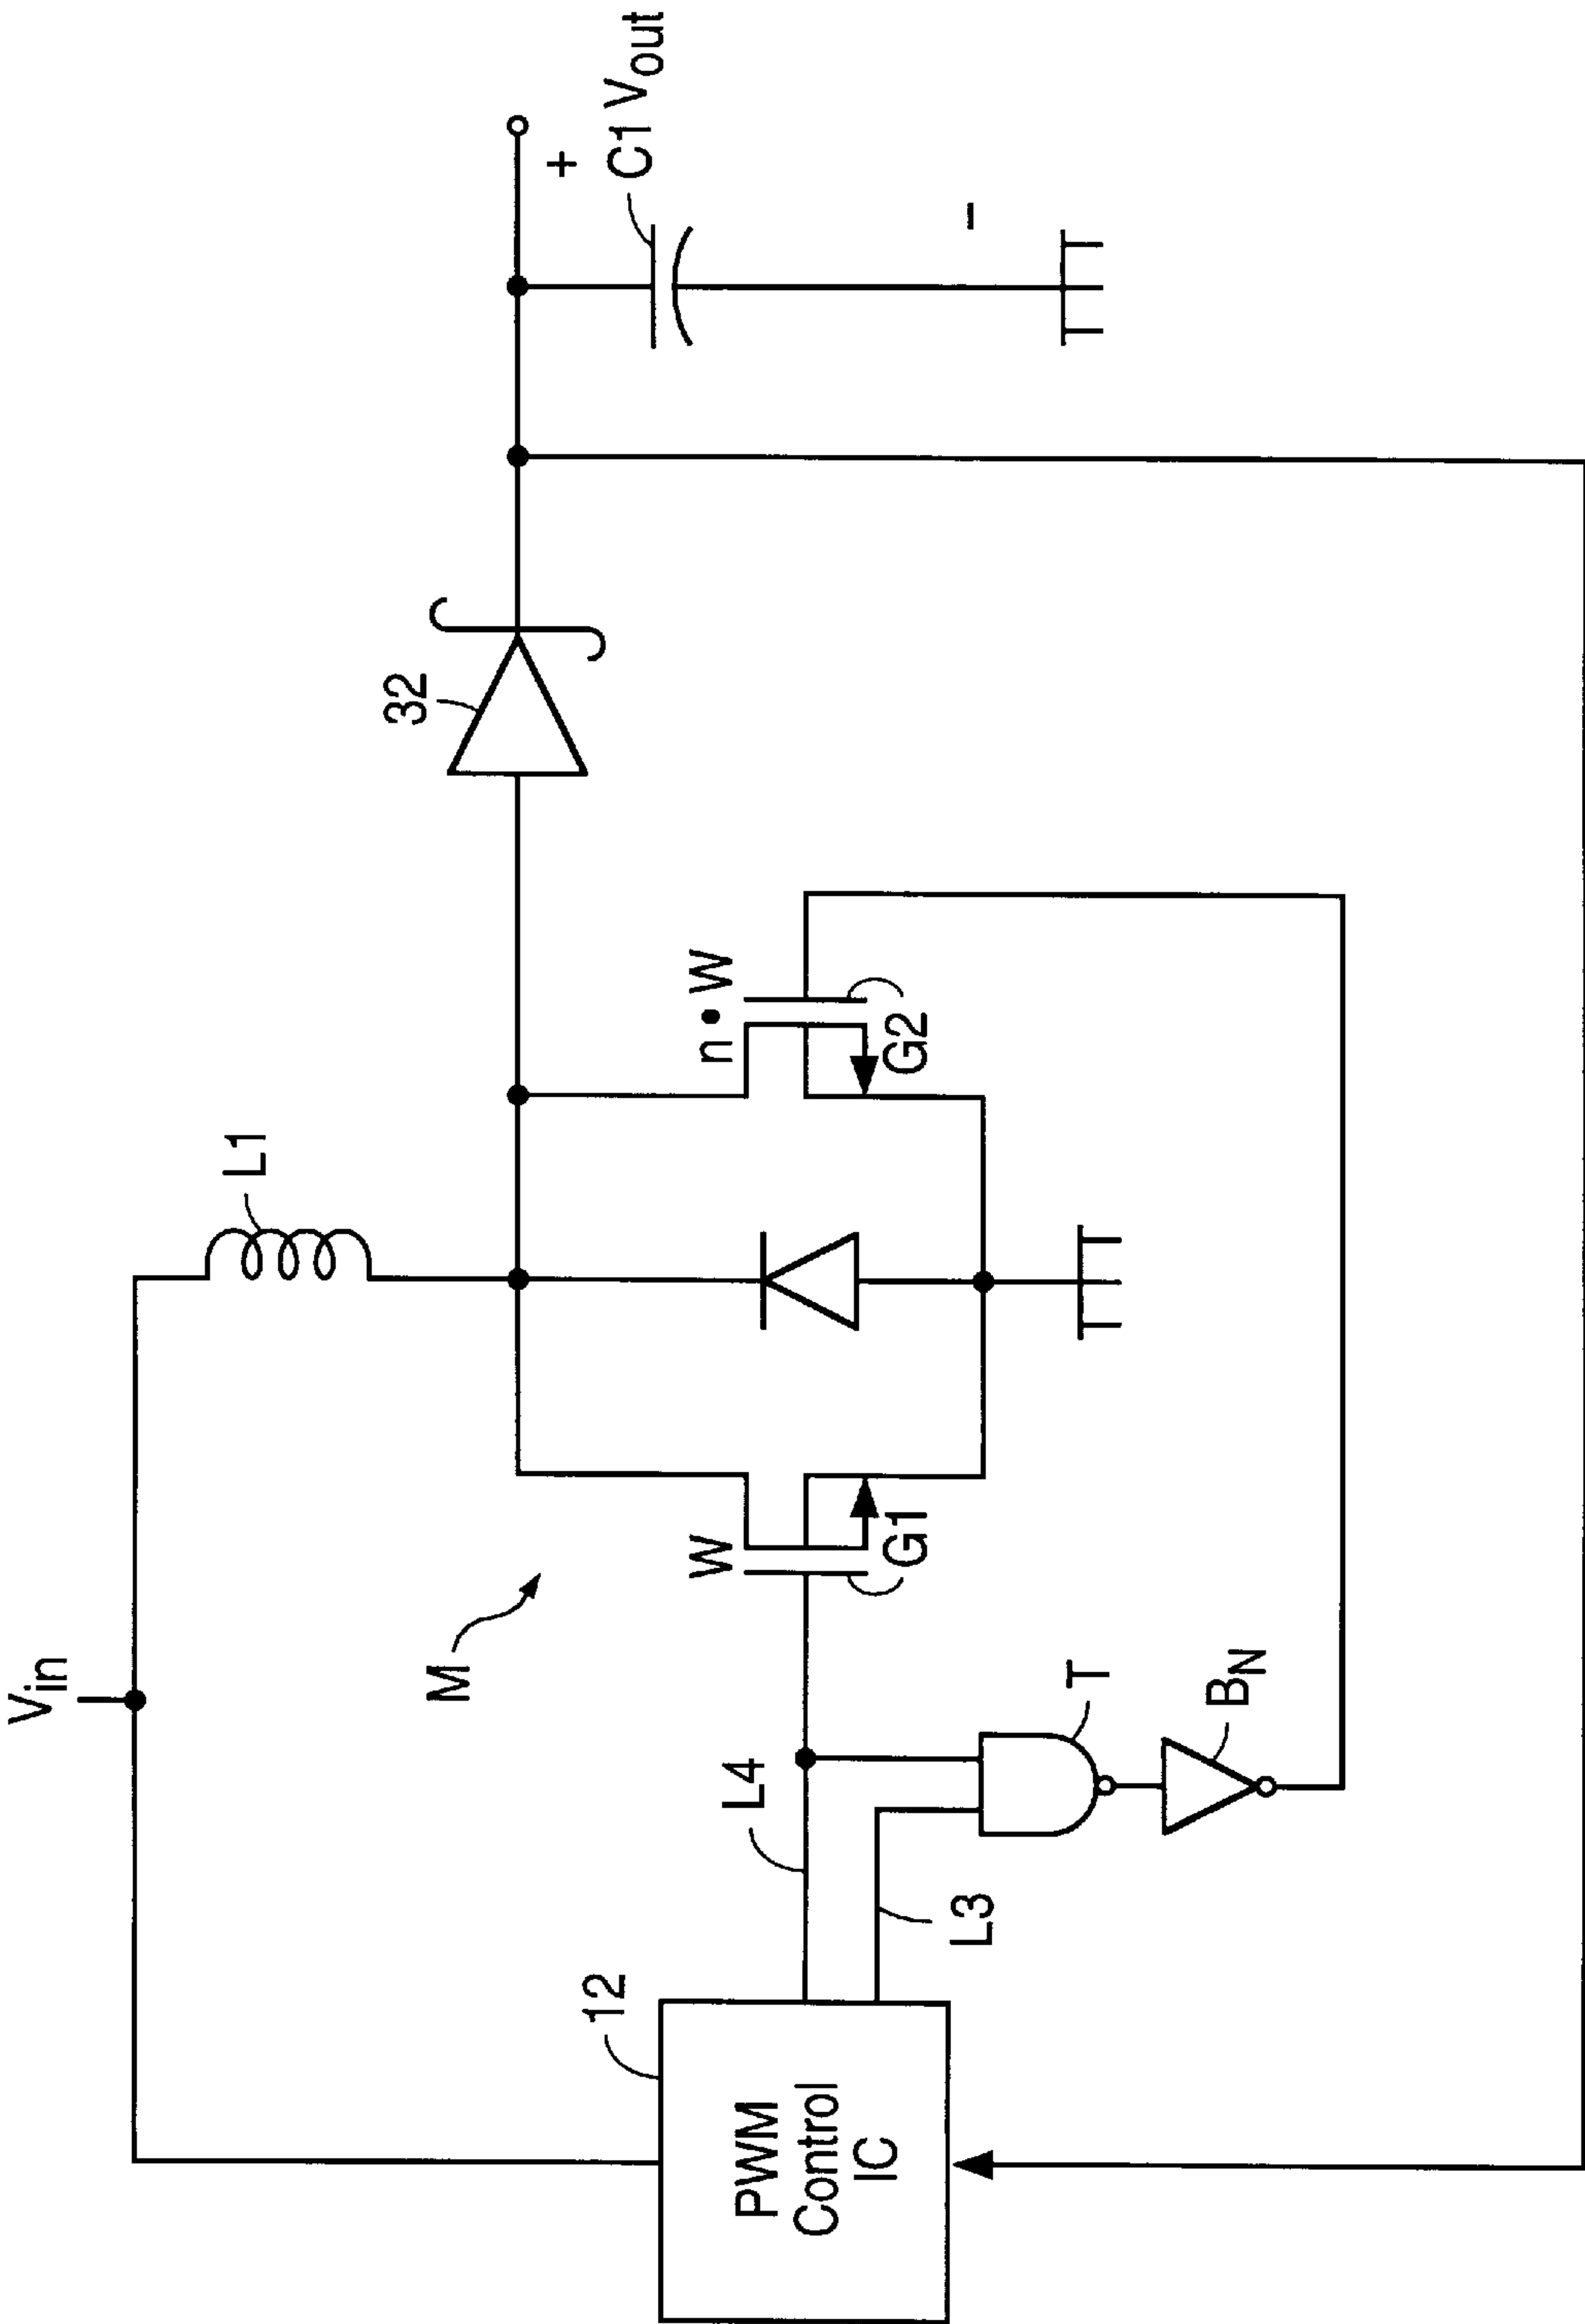 Vin
L1
32
C1 Vout
+
-
M
W
n • W
G1
G2
12
PWM
Control
IC
L4
L3
T
BN